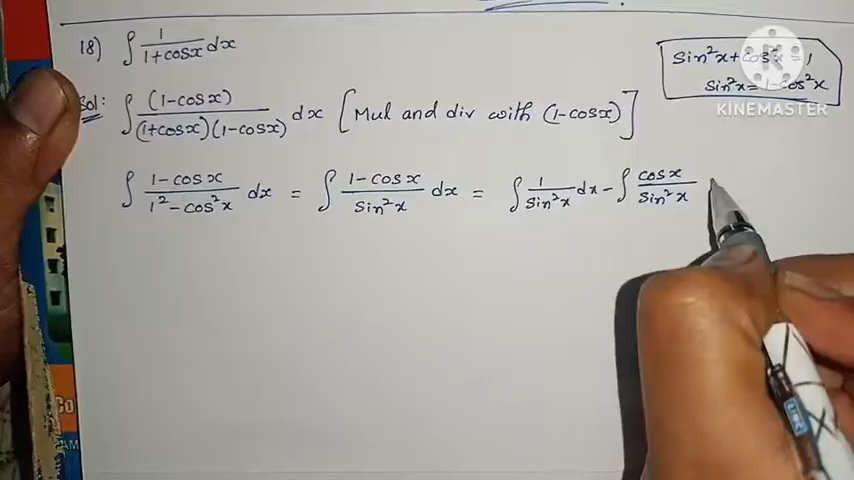 18) ∫ 1/(1+cosx) dx
Sin²x+cos²x=1
Sin²x=1-cos²x
KINEMASTER
Sol: ∫ (1-cosx)/((1+cosx)(1-cosx)) dx [Mul and div with (1-cosx)]
∫ (1-cosx)/(1²-cos²x) dx = ∫ (1-cosx)/(Sin²x) dx = ∫ 1/(Sin²x) dx - ∫ cosx/(Sin²x)